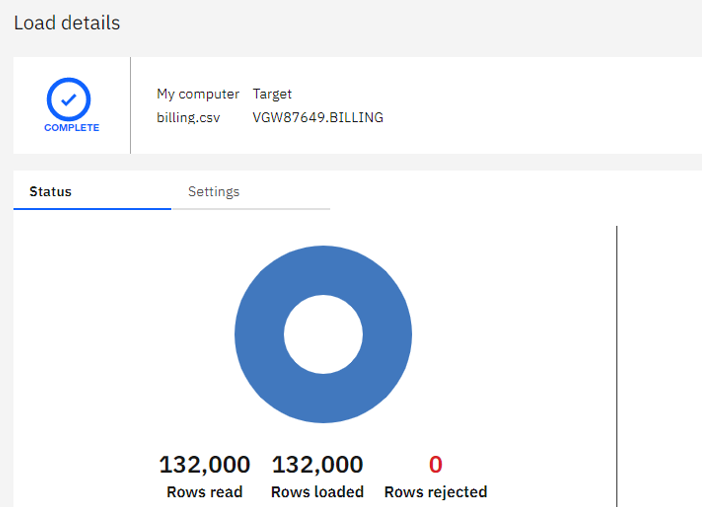 Load details
COMPLETE
My computer Target
billing.csv VGW87649.BILLING
Status Settings
132,000 132,000 0
Rows read Rows loaded Rows rejected